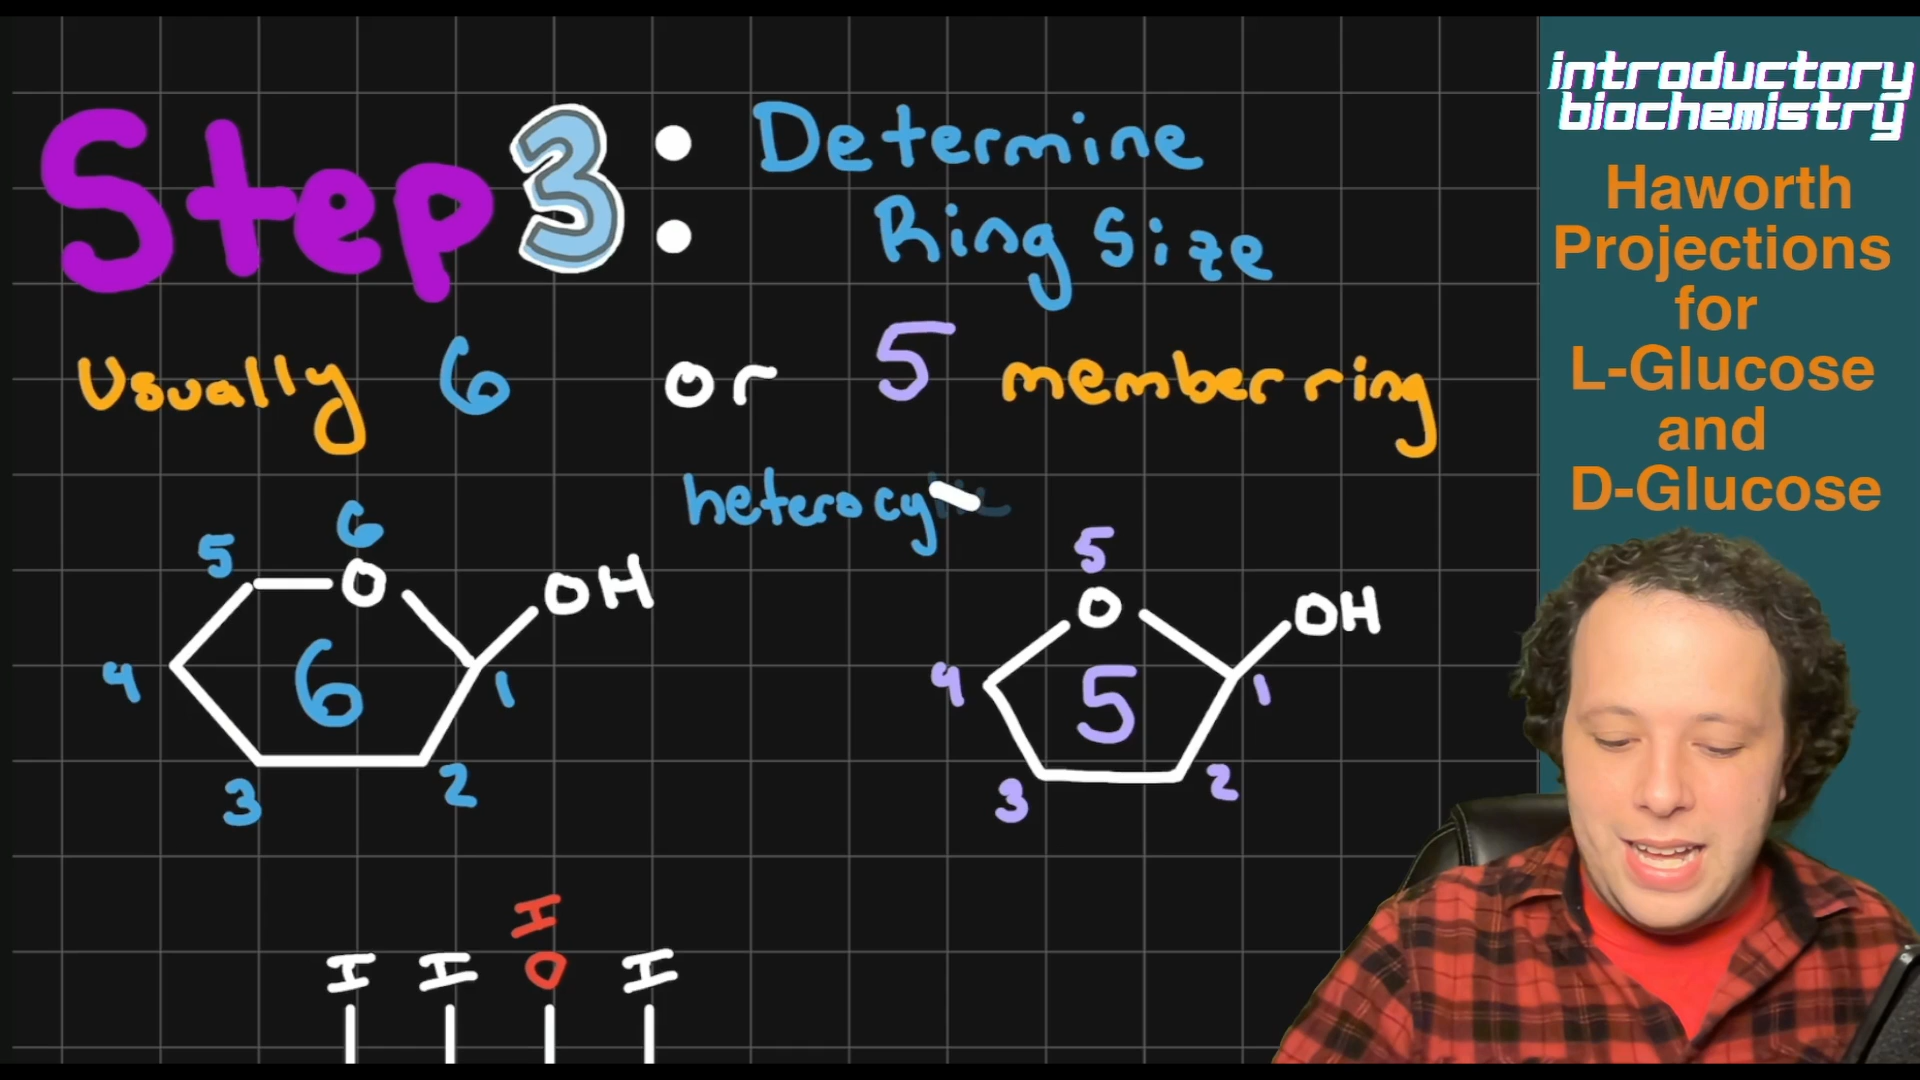 Step 3: Determine
Ring Size
Usually 6 or 5 member ring
heterocy
6
5
O
OH
4
6
1
3
2
5
O
OH
4
5
1
3
2
H
H H O H
introductory
biochemistry
Haworth
Projections
for
L-Glucose
and
D-Glucose